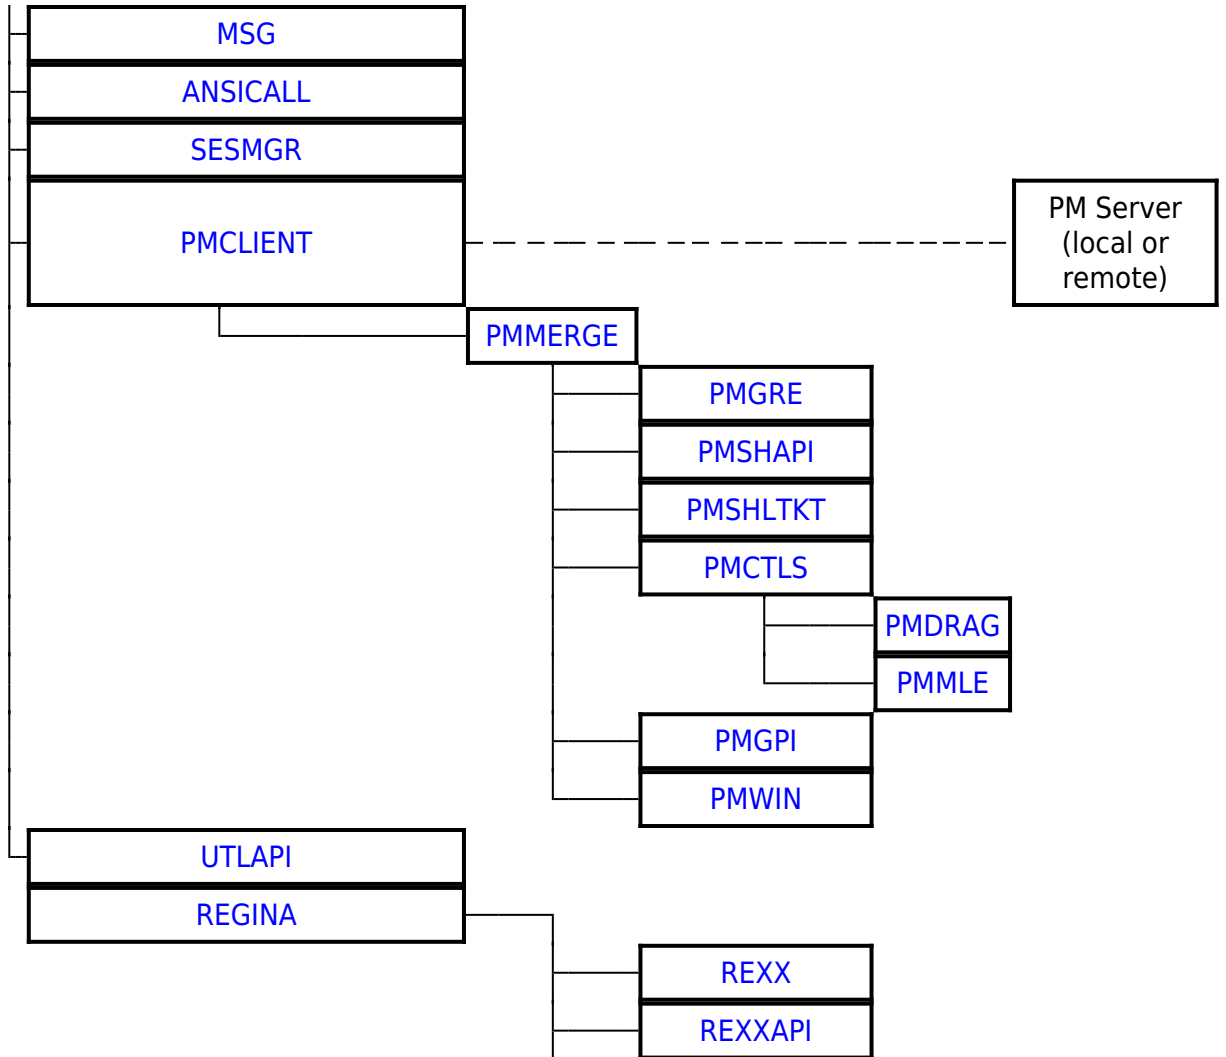 MSG
ANSICALL
SESMGR
PMCLIENT
PM Server
(local or
remote)
PMMERGE
PMGRE
PMSHAPI
PMSHLTKT
PMCTLS
PMDRAG
PMMLE
PMGPI
PMWIN
UTLAPI
REGINA
REXX
REXXAPI